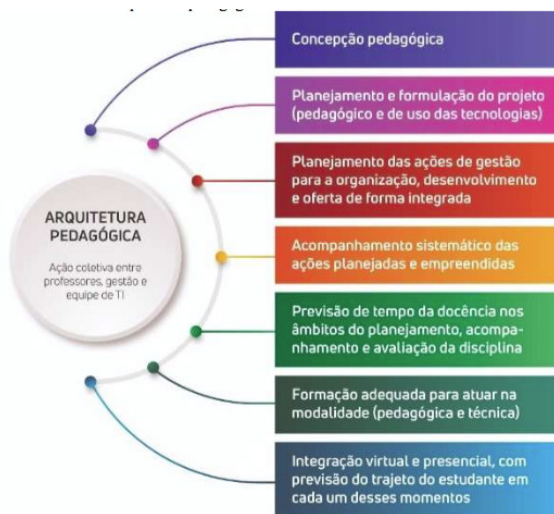 ARQUITETURA
PEDAGÓGICA
Ação coletiva entre
professores, gestão e
equipe de TI
Concepção pedagógica
Planejamento e formulação do projeto
(pedagógico e de uso das tecnologias)
Planejamento das ações de gestão
para a organização, desenvolvimento
e oferta de forma integrada
Acompanhamento sistemático das
ações planejadas e empreendidas
Previsão de tempo da docência nos
âmbitos do planejamento, acompa-
nhamento e avaliação da disciplina
Formação adequada para atuar na
modalidade (pedagógica e técnica)
Integração virtual e presencial, com
previsão do trajeto do estudante em
cada um desses momentos